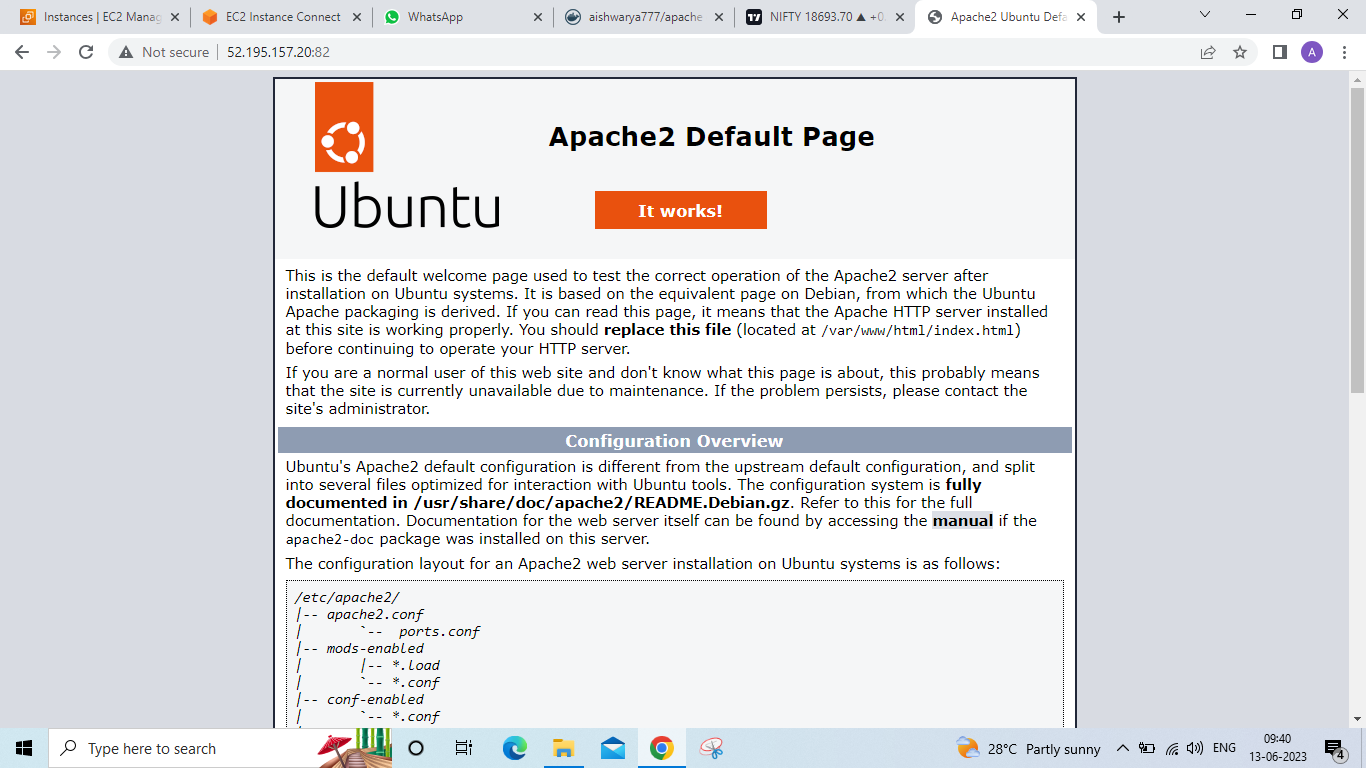 Instances | EC2 Manag
EC2 Instance Connect
WhatsApp
aishwarya777/apache
NIFTY 18693.70 ▲ +0.
Apache2 Ubuntu Defa
Not secure
52.195.157.20:82
A
Apache2 Default Page
Ubuntu
It works!
This is the default welcome page used to test the correct operation of the Apache2 server after
installation on Ubuntu systems. It is based on the equivalent page on Debian, from which the Ubuntu
Apache packaging is derived. If you can read this page, it means that the Apache HTTP server installed
at this site is working properly. You should replace this file (located at /var/www/html/index.html)
before continuing to operate your HTTP server.
If you are a normal user of this web site and don't know what this page is about, this probably means
that the site is currently unavailable due to maintenance. If the problem persists, please contact the
site's administrator.
Configuration Overview
Ubuntu's Apache2 default configuration is different from the upstream default configuration, and split
into several files optimized for interaction with Ubuntu tools. The configuration system is fully
documented in /usr/share/doc/apache2/README.Debian.gz. Refer to this for the full
documentation. Documentation for the web server itself can be found by accessing the manual if the
apache2-doc package was installed on this server.
The configuration layout for an Apache2 web server installation on Ubuntu systems is as follows:
/etc/apache2/
|-- apache2.conf
|       `--  ports.conf
|-- mods-enabled
|       |-- *.load
|       `-- *.conf
|-- conf-enabled
|       `-- *.conf
Type here to search
28°C Partly sunny
ENG
09:40
13-06-2023
4